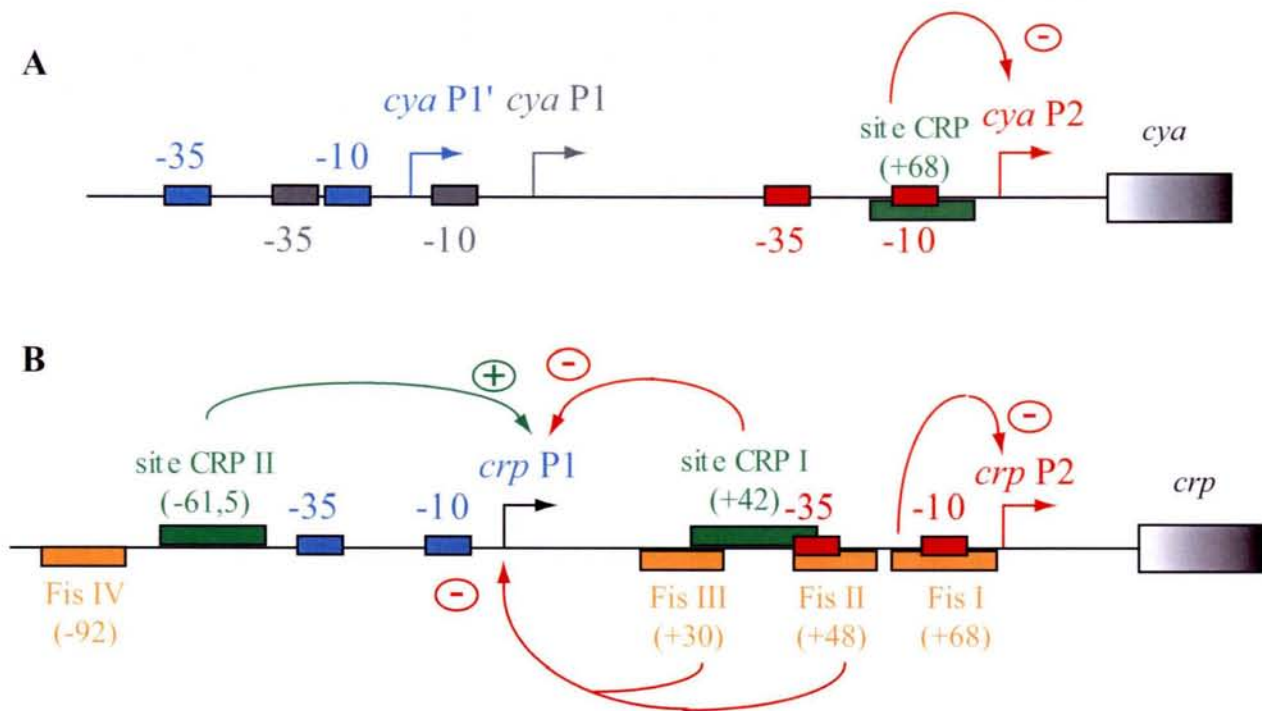 A
-
cya P1' cya P1
site CRP
(+68)
cya P2
cya
-35
-10
-35
-10
-35
-10
B
+
-
-
site CRP II
(-61,5)
crp P1
site CRP I
(+42)
crp P2
crp
-35
-10
-35
-10
-
Fis IV
(-92)
Fis III
(+30)
Fis II
(+48)
Fis I
(+68)